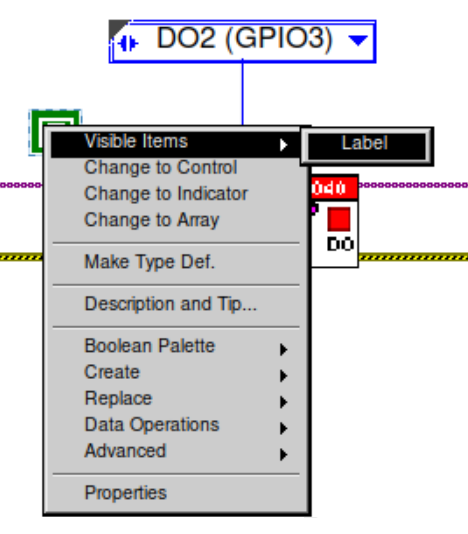 DO2 (GPIO3)
Visible Items
Label
Change to Control
Change to Indicator
Change to Array
Make Type Def.
Description and Tip...
Boolean Palette
Create
Replace
Data Operations
Advanced
Properties
DO